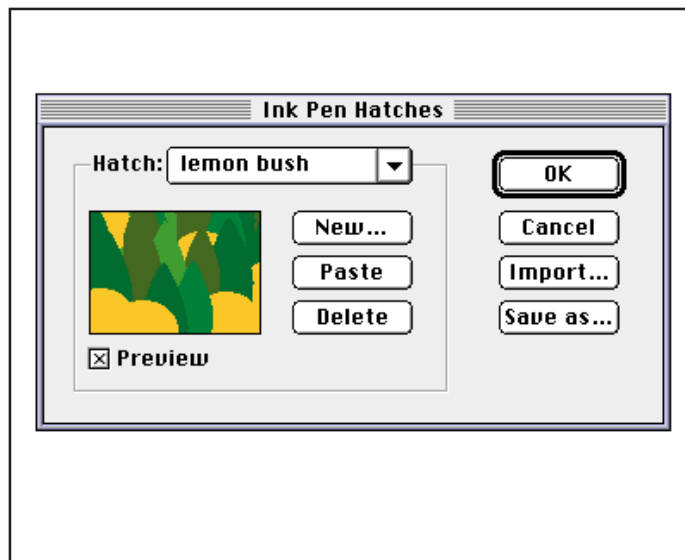 Ink Pen Hatches
Hatch: lemon bush
OK
New...
Cancel
Paste
Import...
Delete
Save as...
Preview